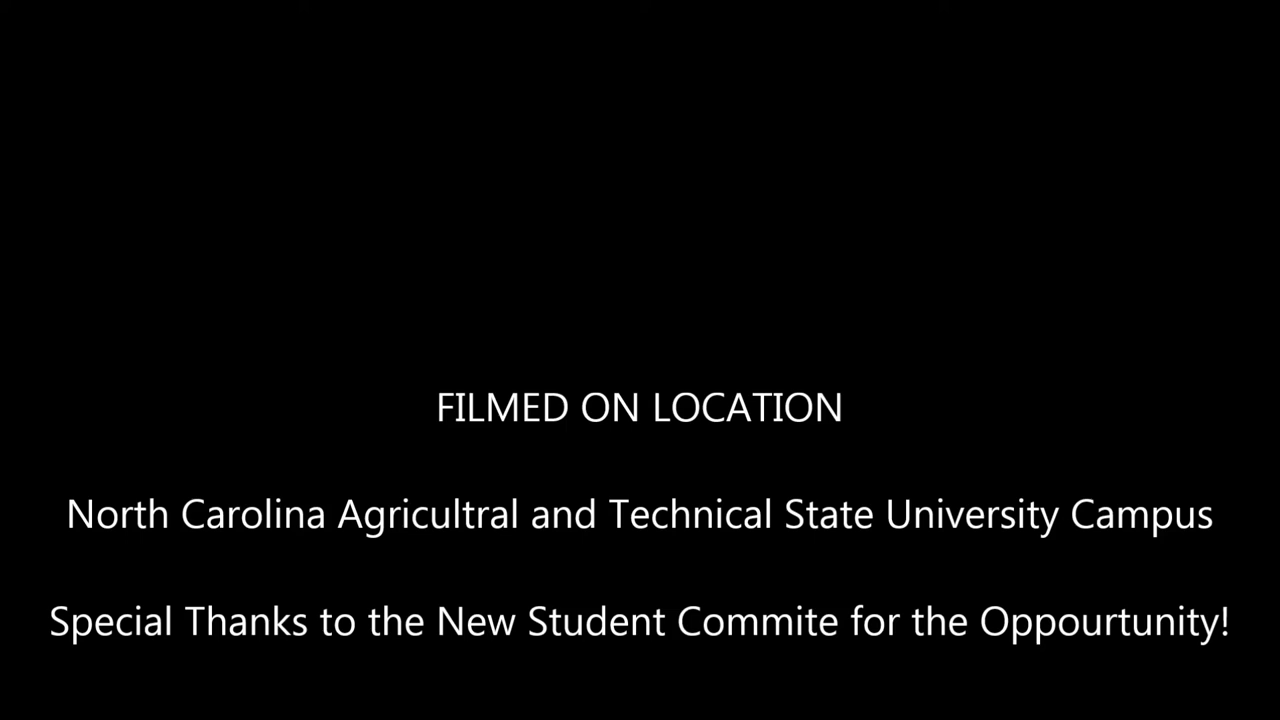 FILMED ON LOCATION
North Carolina Agricultral and Technical State University Campus
Special Thanks to the New Student Commite for the Oppourtunity!